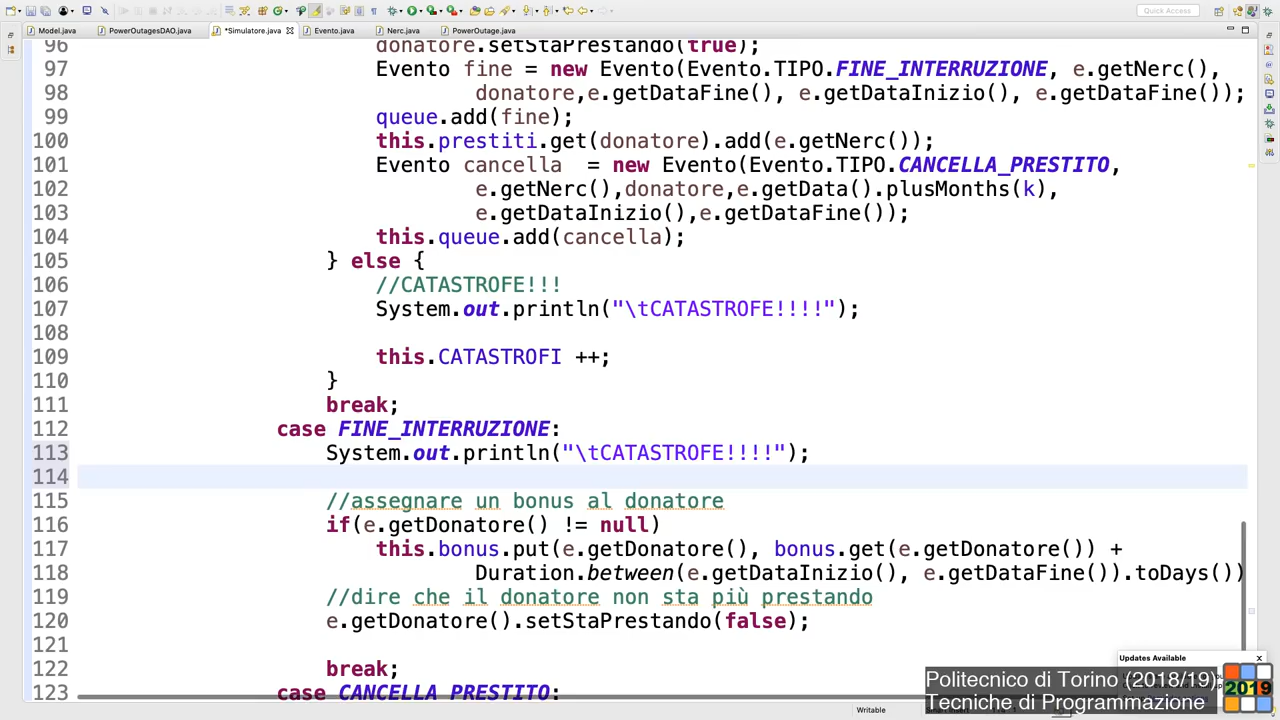 Quick Access
Model.java
PowerOutagesDAO.java
*Simulatore.java
Evento.java
Nerc.java
PowerOutage.java
96 donatore.setStaPrestando(true);
97 Evento fine = new Evento(Evento.TIPO.FINE_INTERRUZIONE, e.getNerc(),
98 donatore,e.getDataFine(), e.getDataInizio(), e.getDataFine());
99 queue.add(fine);
100 this.prestiti.get(donatore).add(e.getNerc());
101 Evento cancella  = new Evento(Evento.TIPO.CANCELLA_PRESTITO,
102 e.getNerc(),donatore,e.getData().plusMonths(k),
103 e.getDataInizio(),e.getDataFine());
104 this.queue.add(cancella);
105 } else {
106 //CATASTROFE!!!
107 System.out.println("\tCATASTROFE!!!!");
108
109 this.CATASTROFI ++;
110 }
111 break;
112 case FINE_INTERRUZIONE:
113 System.out.println("\tCATASTROFE!!!!");
114
115 //assegnare un bonus al donatore
116 if(e.getDonatore() != null)
117 this.bonus.put(e.getDonatore(), bonus.get(e.getDonatore()) +
118 Duration.between(e.getDataInizio(), e.getDataFine()).toDays())
119 //dire che il donatore non sta più prestando
120 e.getDonatore().setStaPrestando(false);
121
122 break;
123 case CANCELLA_PRESTITO:
Updates Available
Politecnico di Torino (2018/19)
Tecniche di Programmazione
2019
Writable